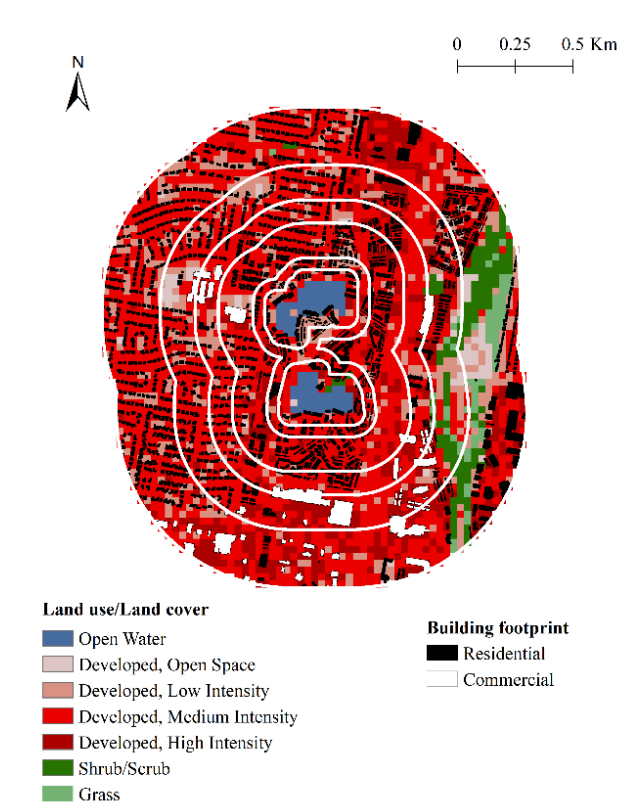 0 0.25 0.5 Km
N
Land use/Land cover
Open Water
Developed, Open Space
Developed, Low Intensity
Developed, Medium Intensity
Developed, High Intensity
Shrub/Scrub
Grass
Building footprint
Residential
Commercial